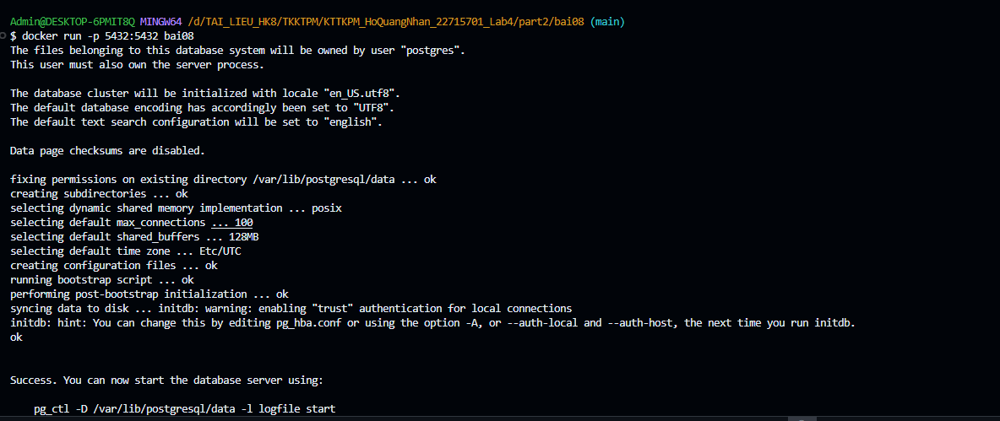 Admin@DESKTOP-6PMIT8Q MINGW64 /d/TAI_LIEU_HK8/TKKTPM/KTTKPM_HoQuangNhan_22715701_Lab4/part2/bai08 (main)
$ docker run -p 5432:5432 bai08
The files belonging to this database system will be owned by user "postgres".
This user must also own the server process.
The database cluster will be initialized with locale "en_US.utf8".
The default database encoding has accordingly been set to "UTF8".
The default text search configuration will be set to "english".
Data page checksums are disabled.
fixing permissions on existing directory /var/lib/postgresql/data ... ok
creating subdirectories ... ok
selecting dynamic shared memory implementation ... posix
selecting default max_connections ... 100
selecting default shared_buffers ... 128MB
selecting default time zone ... Etc/UTC
creating configuration files ... ok
running bootstrap script ... ok
performing post-bootstrap initialization ... ok
syncing data to disk ... initdb: warning: enabling "trust" authentication for local connections
initdb: hint: You can change this by editing pg_hba.conf or using the option -A, or --auth-local and --auth-host, the next time you run initdb.
ok
Success. You can now start the database server using:
pg_ctl -D /var/lib/postgresql/data -l logfile start